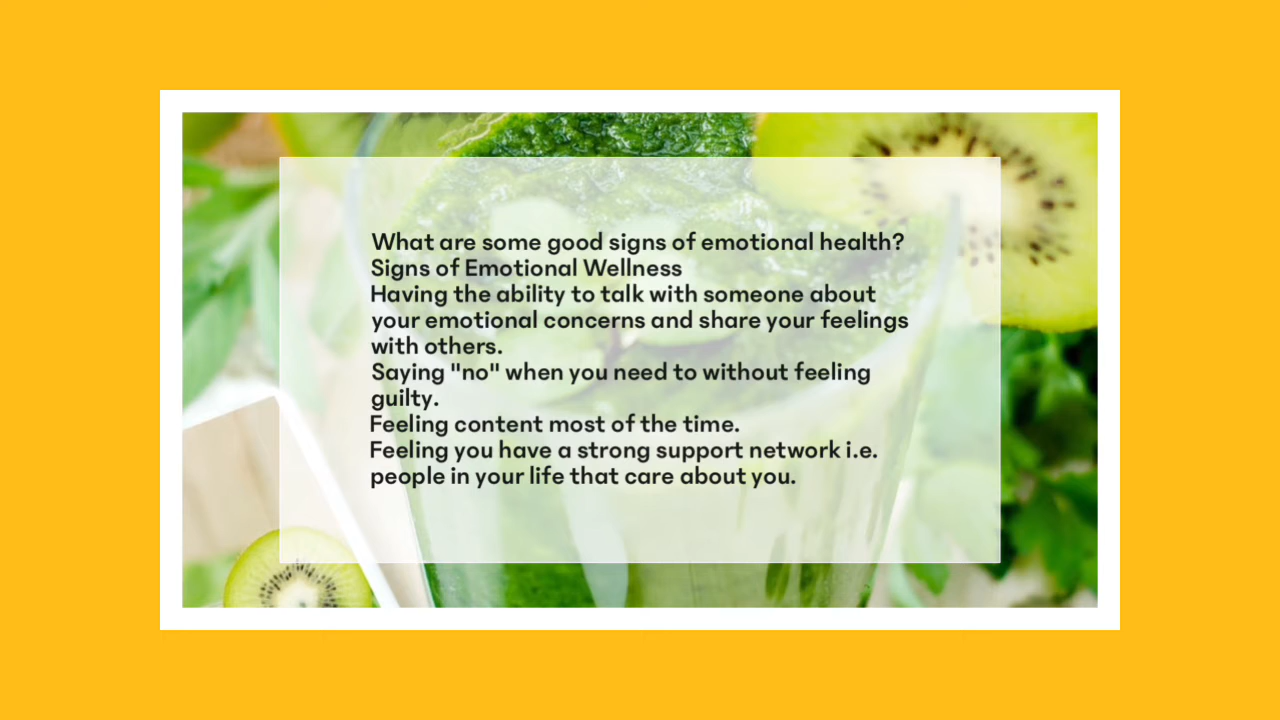 What are some good signs of emotional health?
Signs of Emotional Wellness
Having the ability to talk with someone about
your emotional concerns and share your feelings
with others.
Saying "no" when you need to without feeling
guilty.
Feeling content most of the time.
Feeling you have a strong support network i.e.
people in your life that care about you.